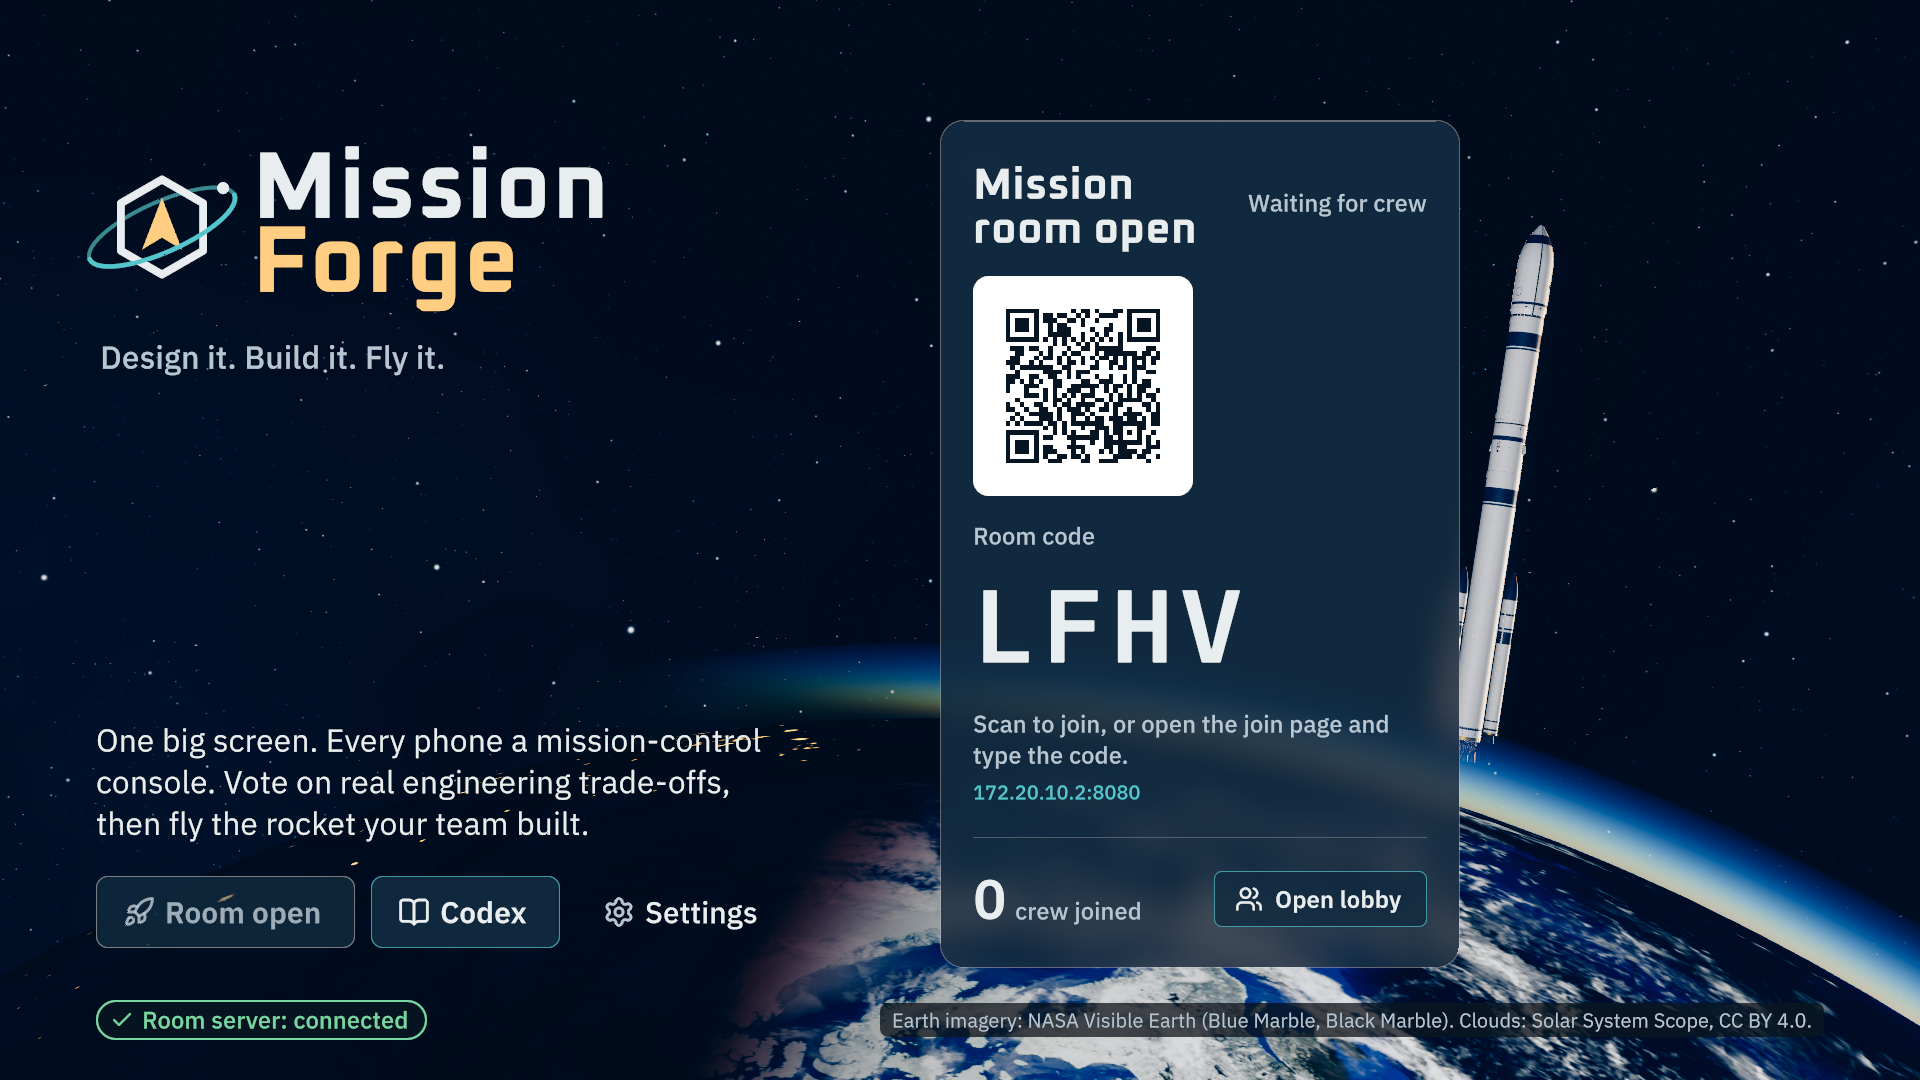 Mission
Forge
Design it. Build it. Fly it.
One big screen. Every phone a mission-control
console. Vote on real engineering trade-offs,
then fly the rocket your team built.
Room open
Codex
Settings
Room server: connected
Mission
room open
Waiting for crew
Room code
LFHV
Scan to join, or open the join page and
type the code.
172.20.10.2:8080
0 crew joined
Open lobby
Earth imagery: NASA Visible Earth (Blue Marble, Black Marble). Clouds: Solar System Scope, CC BY 4.0.